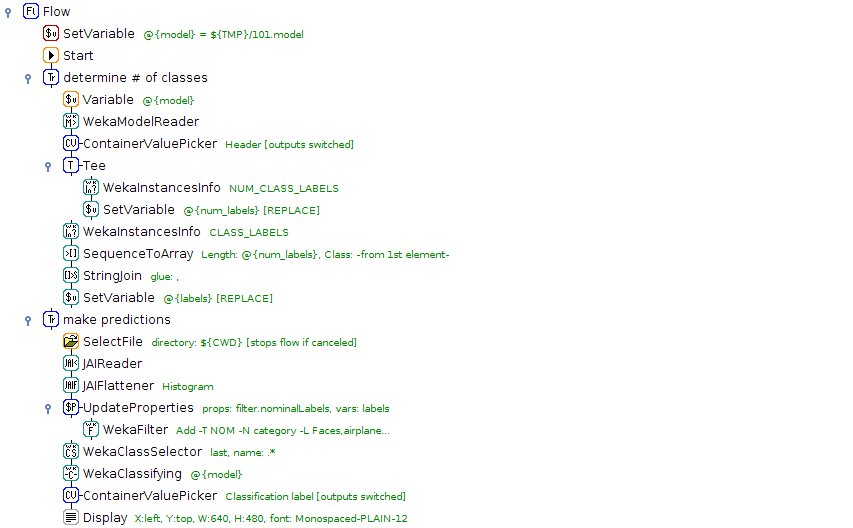 Fl Flow
$υ SetVariable @{model} = ${TMP}/101.model
Start
Tr determine # of classes
$υ Variable @{model}
WekaModelReader
CV ContainerValuePicker Header [outputs switched]
T Tee
WekaInstancesInfo NUM_CLASS_LABELS
$υ SetVariable @{num_labels} [REPLACE]
WekaInstancesInfo CLASS_LABELS
>[] SequenceToArray Length: @{num_labels}, Class: -from 1st element-
[]>S StringJoin glue: ,
$υ SetVariable @{labels} [REPLACE]
Tr make predictions
SelectFile directory: ${CWD} [stops flow if canceled]
JAI< JAIReader
JAIF JAIFlattener Histogram
$P UpdateProperties props: filter.nominalLabels, vars: labels
WekaFilter Add -T NOM -N category -L Faces,airplane...
WekaClassSelector last, name: .*
WekaClassifying @{model}
CV ContainerValuePicker Classification label [outputs switched]
Display X:left, Y:top, W:640, H:480, font: Monospaced-PLAIN-12